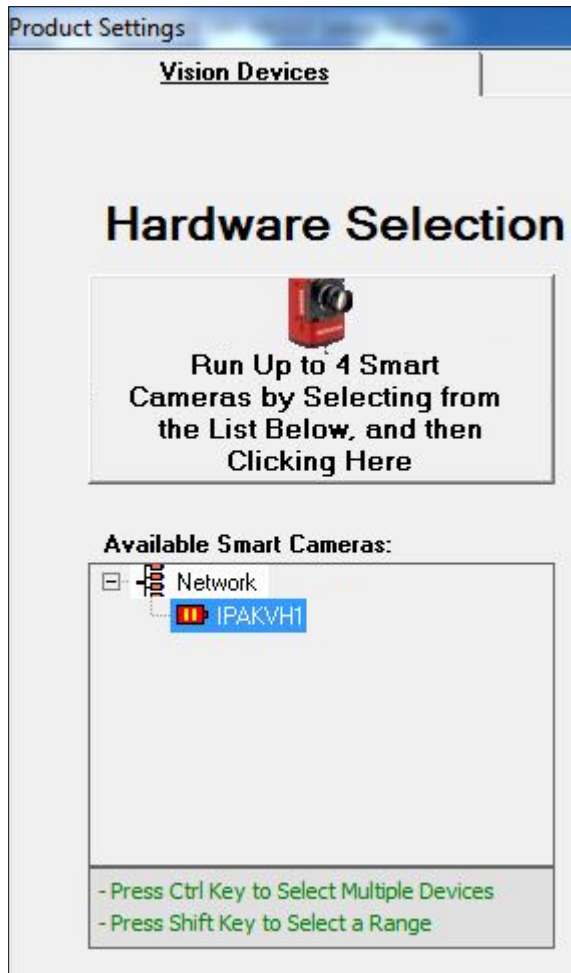 Product Settings
Vision Devices
Hardware Selection
Run Up to 4 Smart
Cameras by Selecting from
the List Below, and then
Clicking Here
Available Smart Cameras:
Network
IPAKVH1
- Press Ctrl Key to Select Multiple Devices
- Press Shift Key to Select a Range